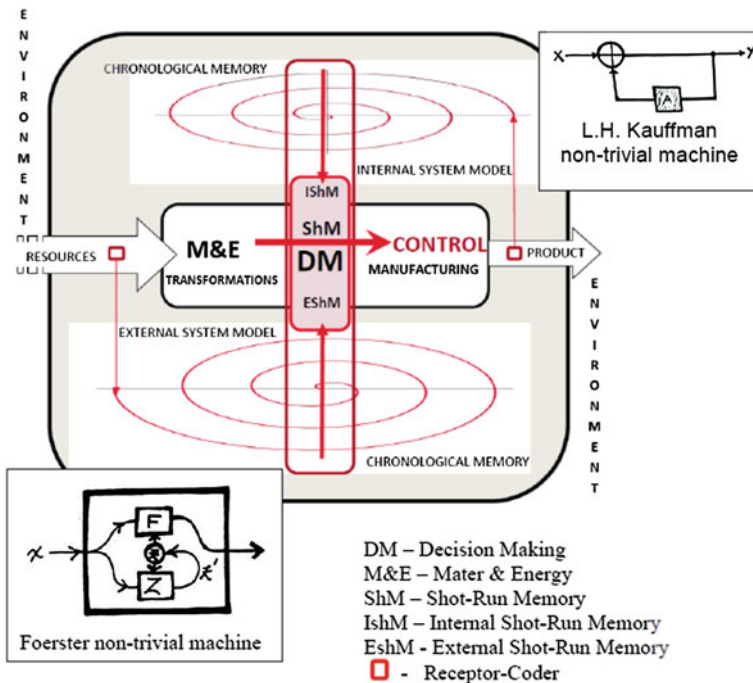 ENVIRONMENT
CHRONOLOGICAL MEMORY
X
Y
A
L.H. Kauffman
non-trivial machine
INTERNAL SYSTEM MODEL
IShM
ShM
DM
EShM
RESOURCES
M&E
TRANSFORMATIONS
CONTROL
MANUFACTURING
PRODUCT
ENVIRONMENT
EXTERNAL SYSTEM MODEL
CHRONOLOGICAL MEMORY
x
F
Z
Foerster non-trivial machine
DM – Decision Making
M&E – Mater & Energy
ShM – Shot-Run Memory
IshM – Internal Shot-Run Memory
EshM - External Shot-Run Memory
- Receptor-Coder